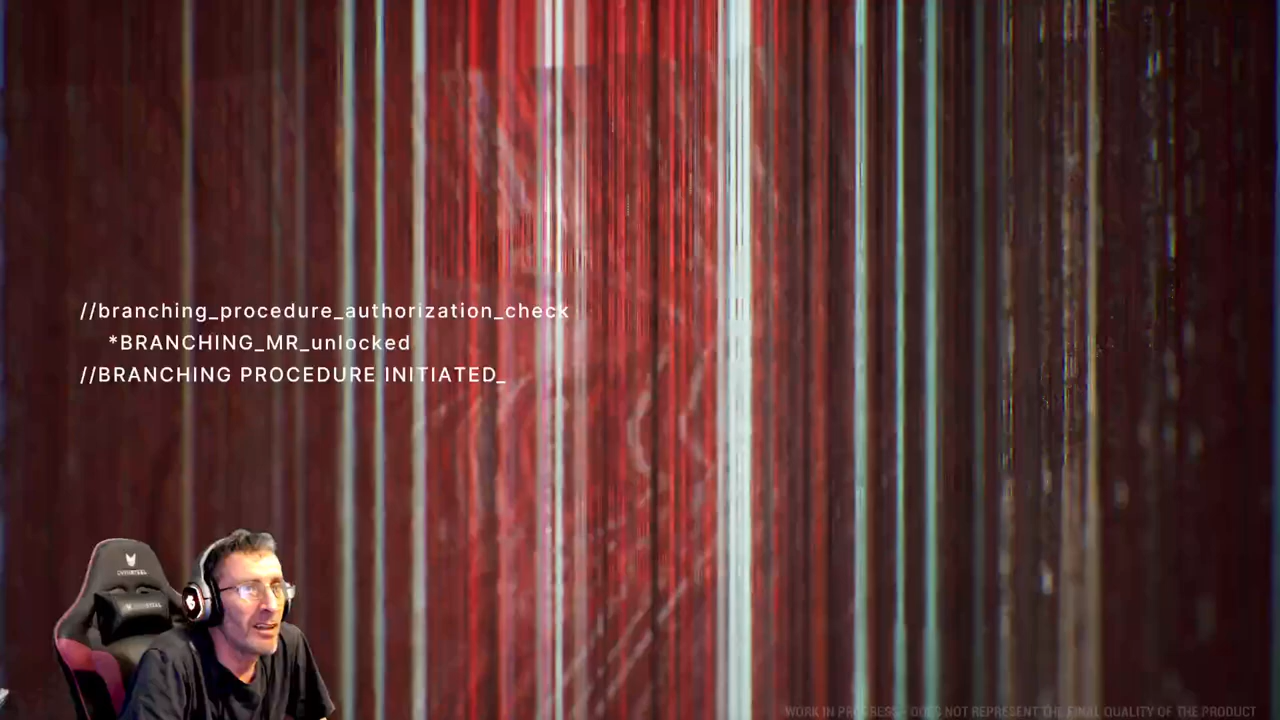 //branching_procedure_authorization_check
*BRANCHING_MR_unlocked
//BRANCHING PROCEDURE INITIATED_
WORK IN PROGRESS - DOES NOT REPRESENT THE FINAL QUALITY OF THE PRODUCT